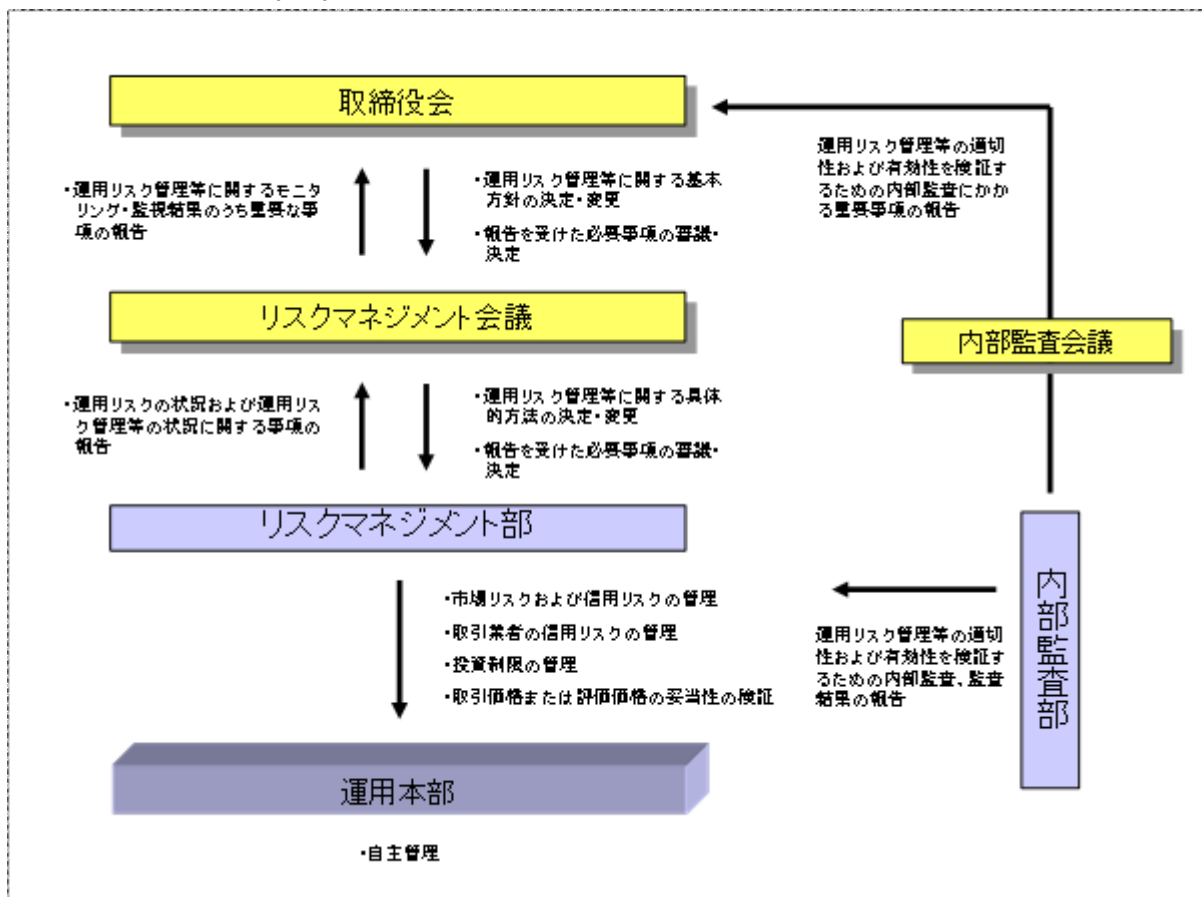 取締役会
・運用リスク管理等に関するモニタ
リング・監視結果のうち重要な事
項の報告
・運用リスク管理等に関する基本
方針の決定・変更
・報告を受けた必要事項の審議・
決定
運用リスク管理等の適切
性および有効性を検証す
るための内部監査にかか
る重要事項の報告
リスクマネジメント会議
内部監査会議
・運用リスクの状況および運用リス
ク管理等の状況に関する事項の
報告
・運用リスク管理等に関する具体
的方法の決定・変更
・報告を受けた必要事項の審議・
決定
リスクマネジメント部
・市場リスクおよび信用リスクの管理
・取引業者の信用リスクの管理
・投資制限の管理
・取引価格または評価価格の妥当性の検証
運用リスク管理等の適切
性および有効性を検証す
るための内部監査、監査
結果の報告
内部監査部
運用本部
・自主管理